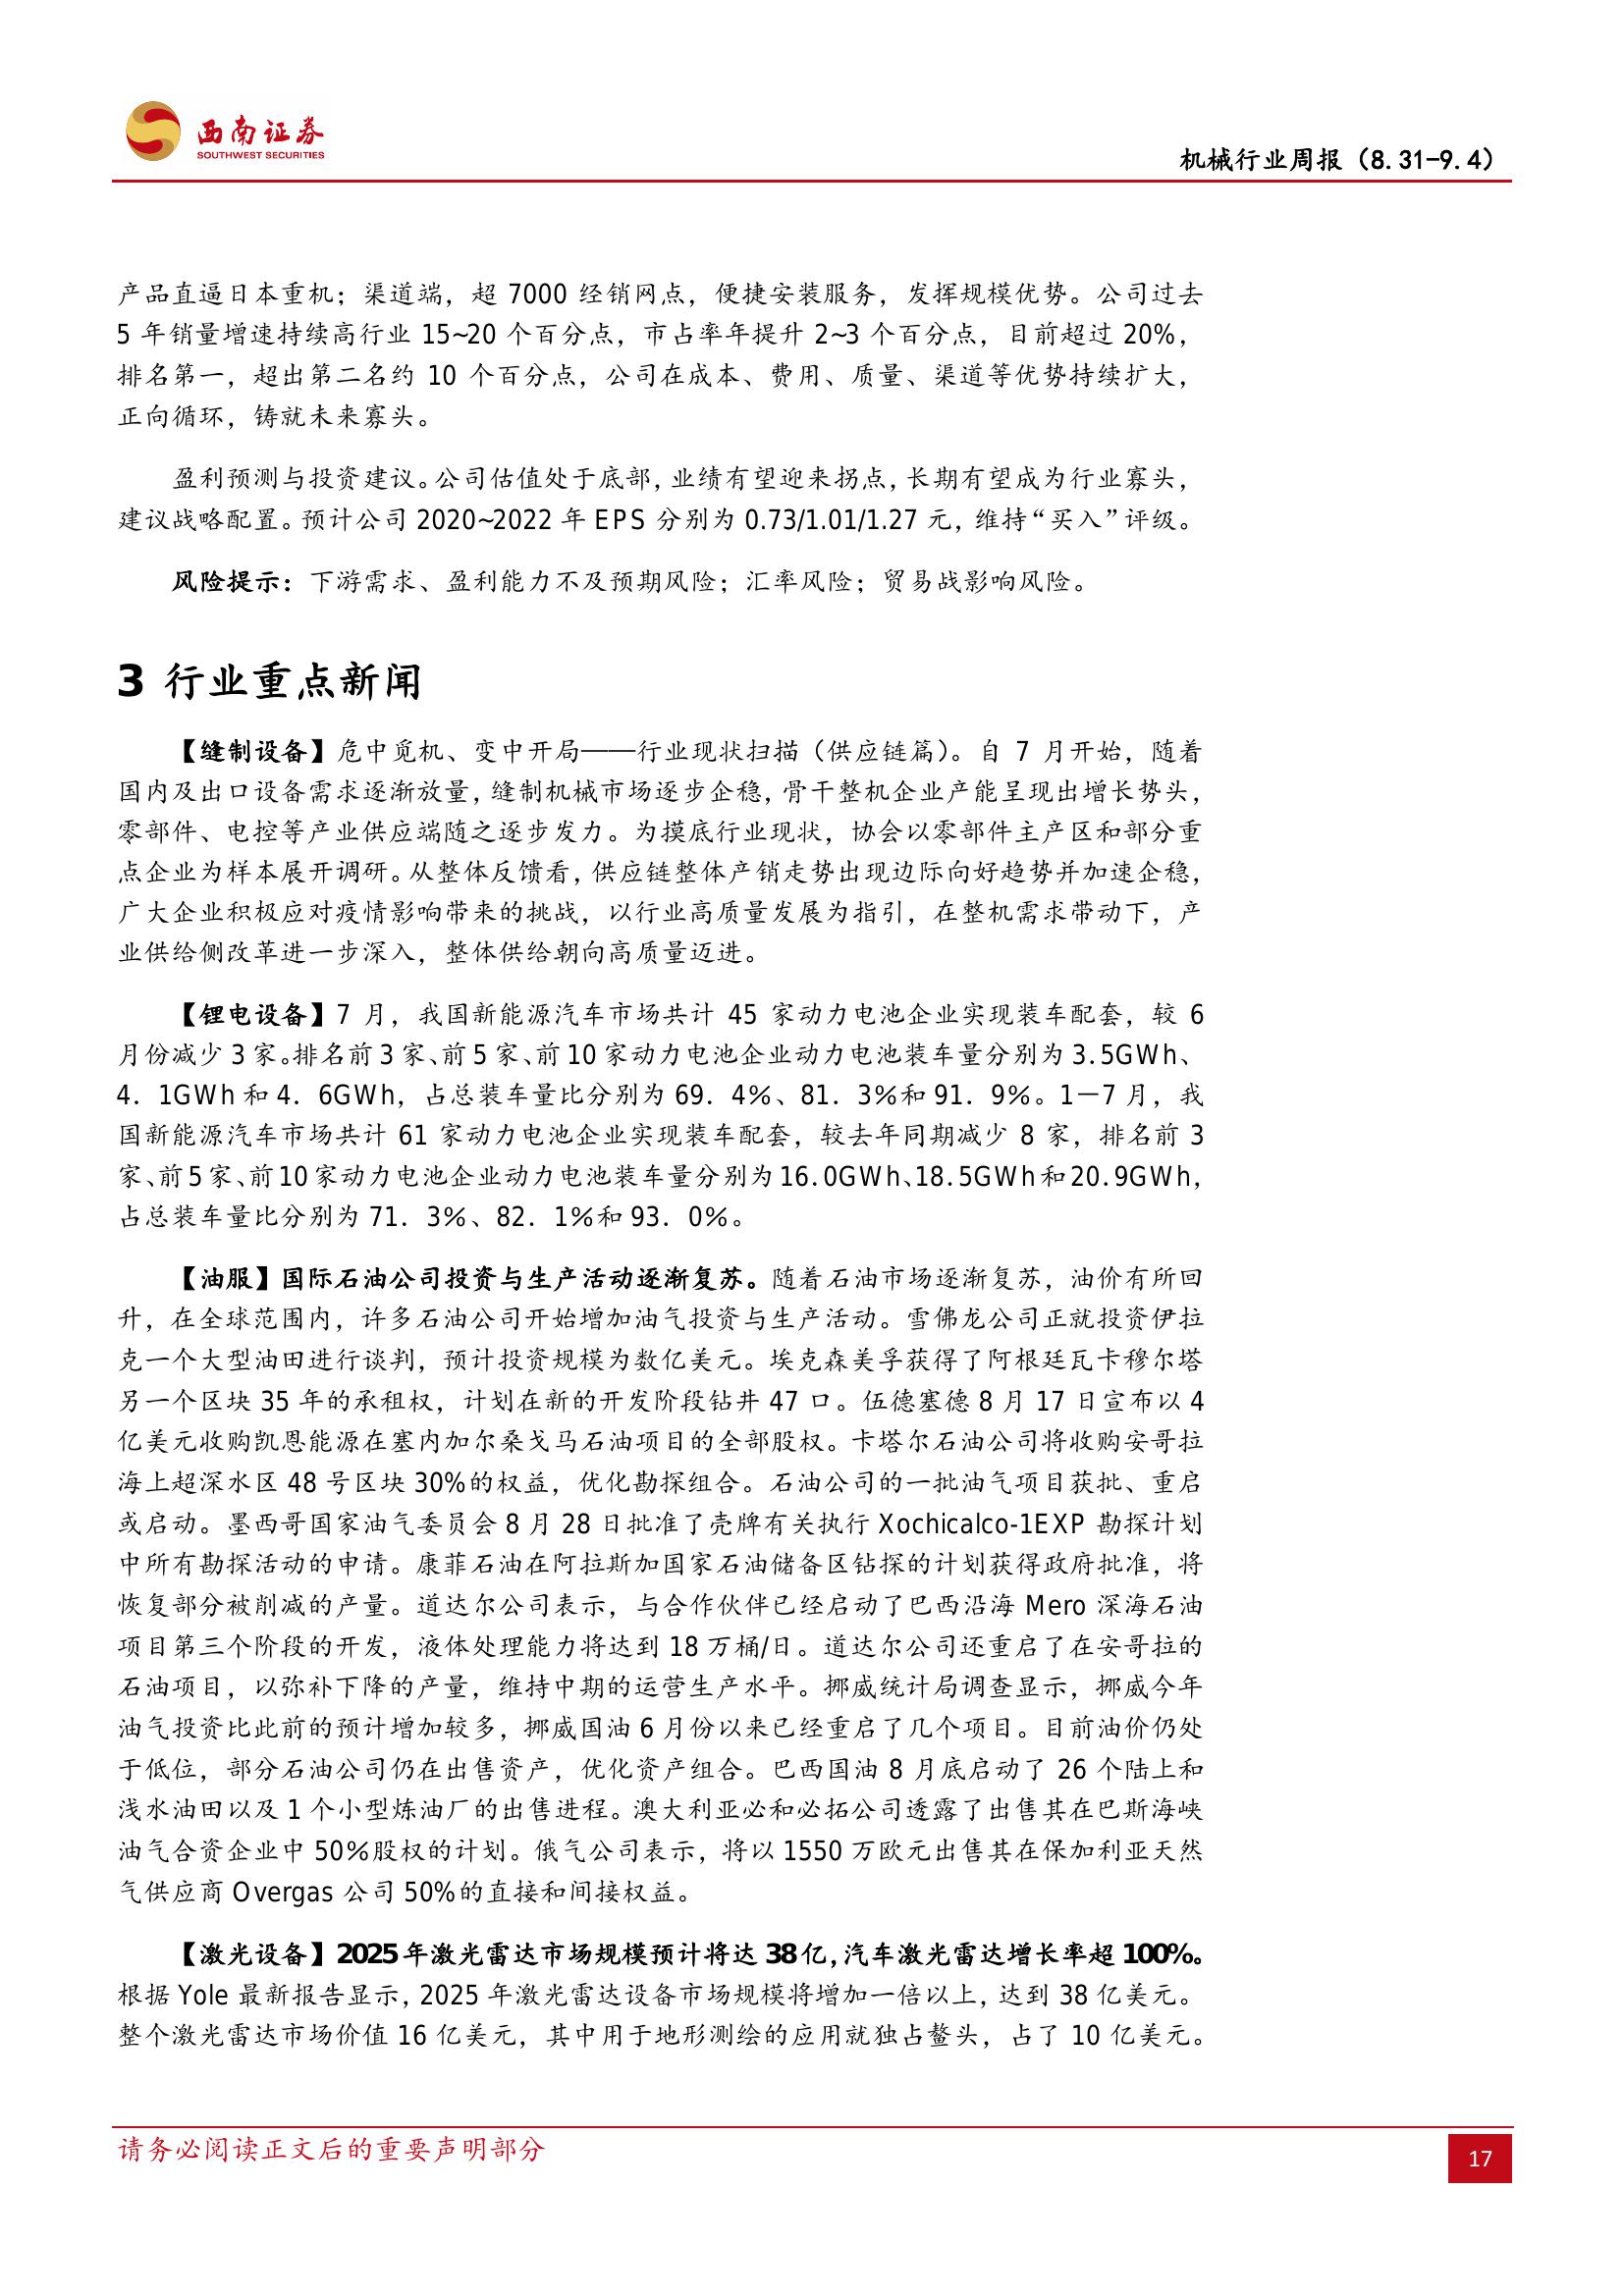 西南证券
SOUTHWEST SECURITIES
机械行业周报（8.31-9.4）
产品直逼日本重机；渠道端，超 7000 经销网点，便捷安装服务，发挥规模优势。公司过去
5 年销量增速持续高行业 15~20 个百分点，市占率年提升 2~3 个百分点，目前超过 20%，
排名第一，超出第二名约 10 个百分点，公司在成本、费用、质量、渠道等优势持续扩大，
正向循环，铸就未来寡头。
盈利预测与投资建议。公司估值处于底部，业绩有望迎来拐点，长期有望成为行业寡头，
建议战略配置。预计公司 2020~2022 年 EPS 分别为 0.73/1.01/1.27 元，维持“买入”评级。
风险提示：下游需求、盈利能力不及预期风险；汇率风险；贸易战影响风险。
3 行业重点新闻
【缝制设备】危中觅机、变中开局——行业现状扫描（供应链篇）。自 7 月开始，随着
国内及出口设备需求逐渐放量，缝制机械市场逐步企稳，骨干整机企业产能呈现出增长势头，
零部件、电控等产业供应端随之逐步发力。为摸底行业现状，协会以零部件主产区和部分重
点企业为样本展开调研。从整体反馈看，供应链整体产销走势出现边际向好趋势并加速企稳，
广大企业积极应对疫情影响带来的挑战，以行业高质量发展为指引，在整机需求带动下，产
业供给侧改革进一步深入，整体供给朝向高质量迈进。
【锂电设备】7 月，我国新能源汽车市场共计 45 家动力电池企业实现装车配套，较 6
月份减少 3 家。排名前 3 家、前 5 家、前 10 家动力电池企业动力电池装车量分别为 3.5GWh、
4．1GWh 和 4．6GWh，占总装车量比分别为 69．4%、81．3%和 91．9%。1－7 月，我
国新能源汽车市场共计 61 家动力电池企业实现装车配套，较去年同期减少 8 家，排名前 3
家、前 5 家、前 10 家动力电池企业动力电池装车量分别为 16.0GWh、18.5GWh 和 20.9GWh，
占总装车量比分别为 71．3%、82．1%和 93．0%。
【油服】国际石油公司投资与生产活动逐渐复苏。随着石油市场逐渐复苏，油价有所回
升，在全球范围内，许多石油公司开始增加油气投资与生产活动。雪佛龙公司正就投资伊拉
克一个大型油田进行谈判，预计投资规模为数亿美元。埃克森美孚获得了阿根廷瓦卡穆尔塔
另一个区块 35 年的承租权，计划在新的开发阶段钻井 47 口。伍德塞德 8 月 17 日宣布以 4
亿美元收购凯恩能源在塞内加尔桑戈马石油项目的全部股权。卡塔尔石油公司将收购安哥拉
海上超深水区 48 号区块 30%的权益，优化勘探组合。石油公司的一批油气项目获批、重启
或启动。墨西哥国家油气委员会 8 月 28 日批准了壳牌有关执行 Xochicalco-1EXP 勘探计划
中所有勘探活动的申请。康菲石油在阿拉斯加国家石油储备区钻探的计划获得政府批准，将
恢复部分被削减的产量。道达尔公司表示，与合作伙伴已经启动了巴西沿海 Mero 深海石油
项目第三个阶段的开发，液体处理能力将达到 18 万桶/日。道达尔公司还重启了在安哥拉的
石油项目，以弥补下降的产量，维持中期的运营生产水平。挪威统计局调查显示，挪威今年
油气投资比此前的预计增加较多，挪威国油 6 月份以来已经重启了几个项目。目前油价仍处
于低位，部分石油公司仍在出售资产，优化资产组合。巴西国油 8 月底启动了 26 个陆上和
浅水油田以及 1 个小型炼油厂的出售进程。澳大利亚必和必拓公司透露了出售其在巴斯海峡
油气合资企业中 50%股权的计划。俄气公司表示，将以 1550 万欧元出售其在保加利亚天然
气供应商 Overgas 公司 50%的直接和间接权益。
【激光设备】2025 年激光雷达市场规模预计将达 38 亿，汽车激光雷达增长率超 100%。
根据 Yole 最新报告显示，2025 年激光雷达设备市场规模将增加一倍以上，达到 38 亿美元。
整个激光雷达市场价值 16 亿美元，其中用于地形测绘的应用就独占鳌头，占了 10 亿美元。
请务必阅读正文后的重要声明部分
17